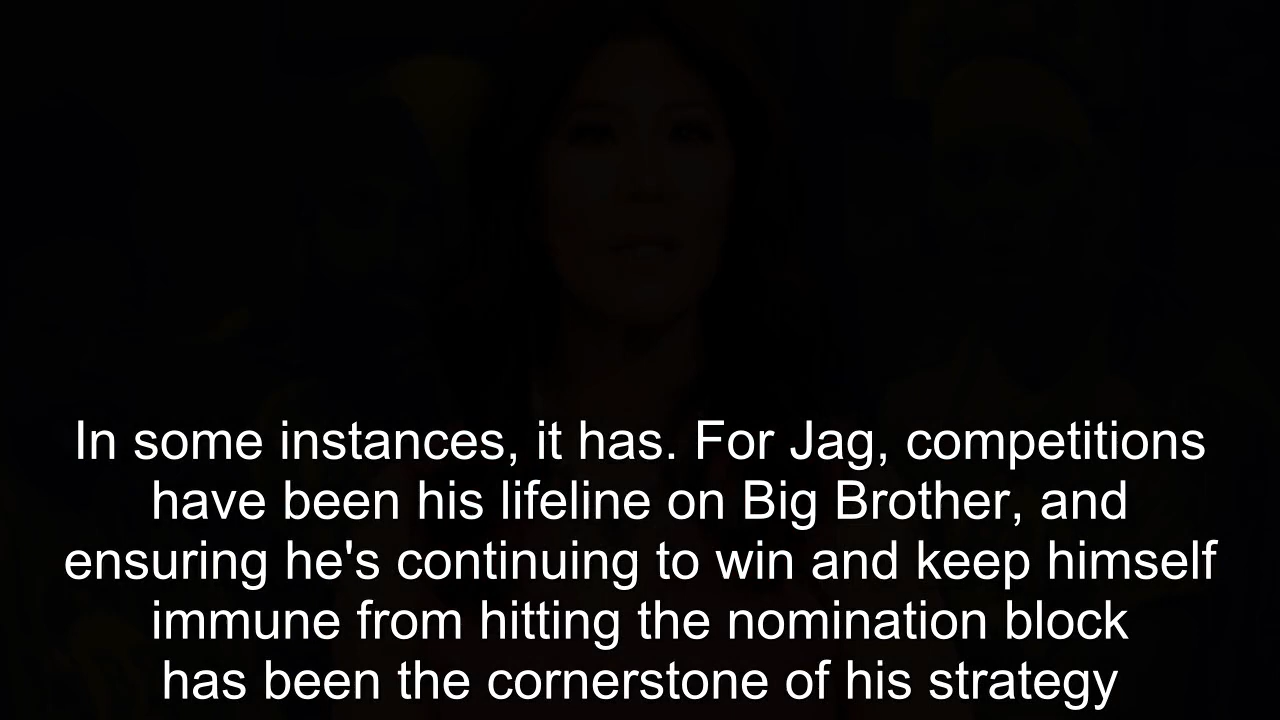 In some instances, it has. For Jag, competitions
have been his lifeline on Big Brother, and
ensuring he's continuing to win and keep himself
immune from hitting the nomination block
has been the cornerstone of his strategy